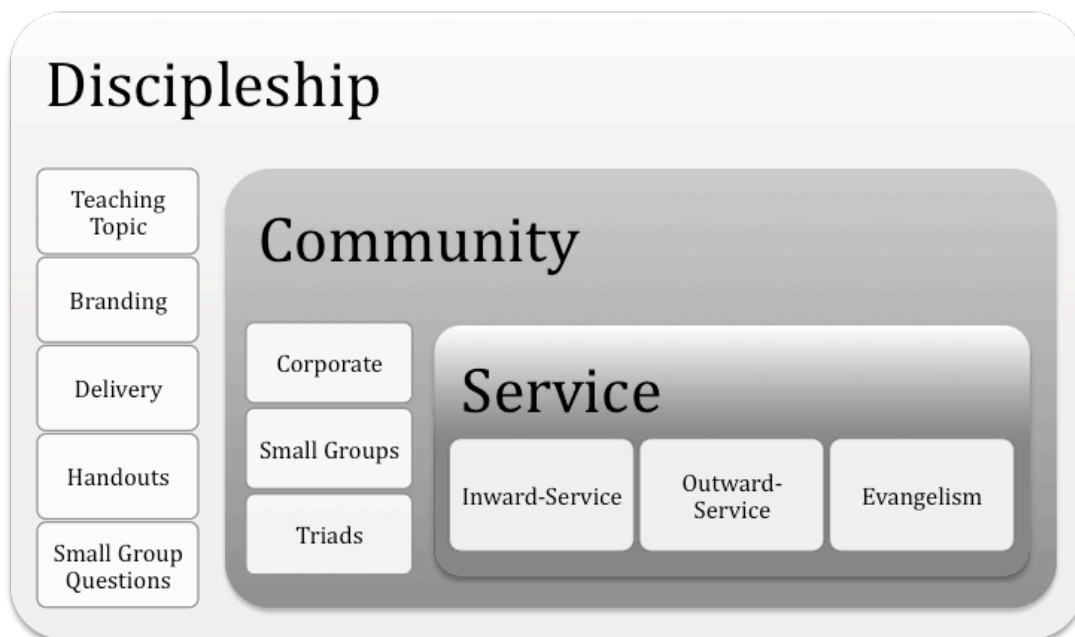 Discipleship
Teaching
Topic
Branding
Delivery
Handouts
Small Group
Questions
Community
Corporate
Small Groups
Triads
Service
Inward-Service
Outward-
Service
Evangelism